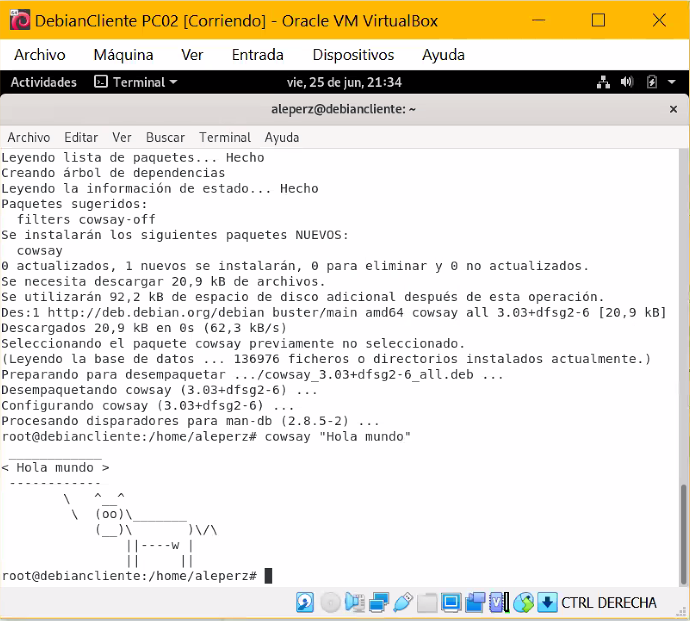 DebianCliente PC02 [Corriendo] - Oracle VM VirtualBox
Archivo Máquina Ver Entrada Dispositivos Ayuda
Actividades Terminal vie, 25 de jun, 21:34
aleperz@debiancliente: ~
Archivo Editar Ver Buscar Terminal Ayuda
Leyendo lista de paquetes... Hecho
Creando árbol de dependencias
Leyendo la información de estado... Hecho
Paquetes sugeridos:
  filters cowsay-off
Se instalarán los siguientes paquetes NUEVOS:
  cowsay
0 actualizados, 1 nuevos se instalarán, 0 para eliminar y 0 no actualizados.
Se necesita descargar 20,9 kB de archivos.
Se utilizarán 92,2 kB de espacio de disco adicional después de esta operación.
Des:1 http://deb.debian.org/debian buster/main amd64 cowsay all 3.03+dfsg2-6 [20,9 kB]
Descargados 20,9 kB en 0s (62,3 kB/s)
Seleccionando el paquete cowsay previamente no seleccionado.
(Leyendo la base de datos ... 136976 ficheros o directorios instalados actualmente.)
Preparando para desempaquetar .../cowsay_3.03+dfsg2-6_all.deb ...
Desempaquetando cowsay (3.03+dfsg2-6) ...
Configurando cowsay (3.03+dfsg2-6) ...
Procesando disparadores para man-db (2.8.5-2) ...
root@debiancliente:/home/aleperz# cowsay "Hola mundo"
 ____________
< Hola mundo >
 ------------
        \   ^__^
         \  (oo)\_______
            (__)\       )\/\
                ||----w |
                ||     ||
root@debiancliente:/home/aleperz#
CTRL DERECHA